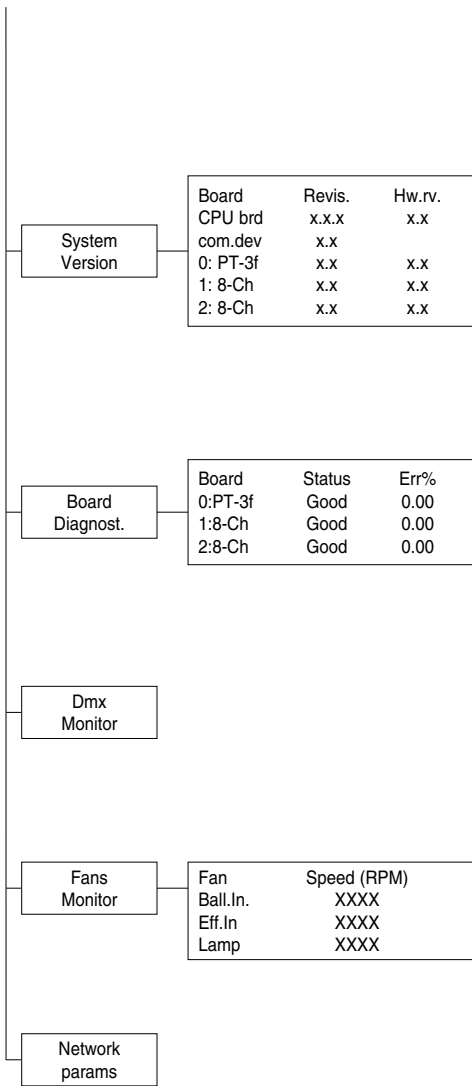 System
Version
Board Revis. Hw.rv.
CPU brd x.x.x x.x
com.dev x.x
0: PT-3f x.x x.x
1: 8-Ch x.x x.x
2: 8-Ch x.x x.x
Board
Diagnost.
Board Status Err%
0:PT-3f Good 0.00
1:8-Ch Good 0.00
2:8-Ch Good 0.00
Dmx
Monitor
Fans
Monitor
Fan Speed (RPM)
Ball.In. XXXX
Eff.In XXXX
Lamp XXXX
Network
params